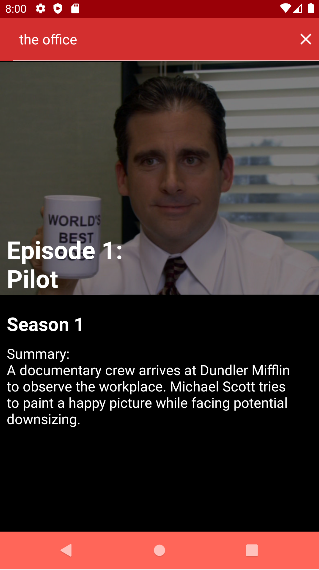 8:00
the office
WORLD'S
BEST
Episode 1:
Pilot
Season 1
Summary:
A documentary crew arrives at Dundler Mifflin
to observe the workplace. Michael Scott tries
to paint a happy picture while facing potential
downsizing.